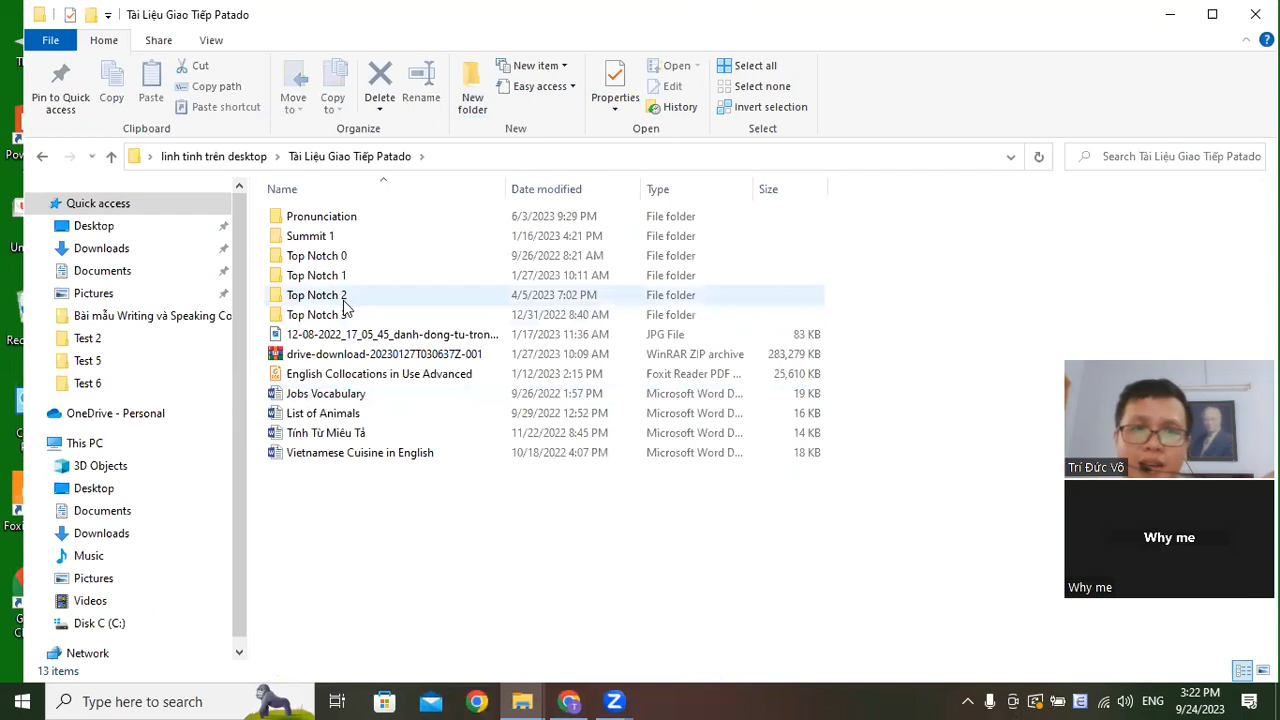 Tài Liệu Giao Tiếp Patado
File Home Share View
Pin to Quick access
Copy
Paste
Cut
Copy path
Paste shortcut
Clipboard
Move to
Copy to
Delete
Rename
Organize
New folder
New item
Easy access
New
Properties
Open
Edit
History
Open
Select all
Select none
Invert selection
Select
linh tinh trên desktop > Tài Liệu Giao Tiếp Patado >
Search Tài Liệu Giao Tiếp Patado
Quick access
Desktop
Downloads
Documents
Pictures
Bài mẫu Writing và Speaking Co
Test 2
Test 5
Test 6
OneDrive - Personal
This PC
3D Objects
Desktop
Documents
Downloads
Music
Pictures
Videos
Disk C (C:)
Network
Name Date modified Type Size
Pronunciation 6/3/2023 9:29 PM File folder
Summit 1 1/16/2023 4:21 PM File folder
Top Notch 0 9/26/2022 8:21 AM File folder
Top Notch 1 1/27/2023 10:11 AM File folder
Top Notch 2 4/5/2023 7:02 PM File folder
Top Notch 12/31/2022 8:40 AM File folder
12-08-2022_17_05_45_danh-dong-tu-tron... 1/17/2023 11:36 AM JPG File 83 KB
drive-download-20230127T030637Z-001 1/27/2023 10:09 AM WinRAR ZIP archive 283,279 KB
English Collocations in Use Advanced 1/12/2023 2:15 PM Foxit Reader PDF ... 25,610 KB
Jobs Vocabulary 9/26/2022 1:57 PM Microsoft Word D... 19 KB
List of Animals 9/29/2022 12:52 PM Microsoft Word D... 16 KB
Tính Từ Miêu Tả 11/22/2022 8:45 PM Microsoft Word D... 14 KB
Vietnamese Cuisine in English 10/18/2022 4:07 PM Microsoft Word D... 18 KB
Trí Đức Võ
Why me
Why me
13 items
Type here to search
ENG
3:22 PM
9/24/2023